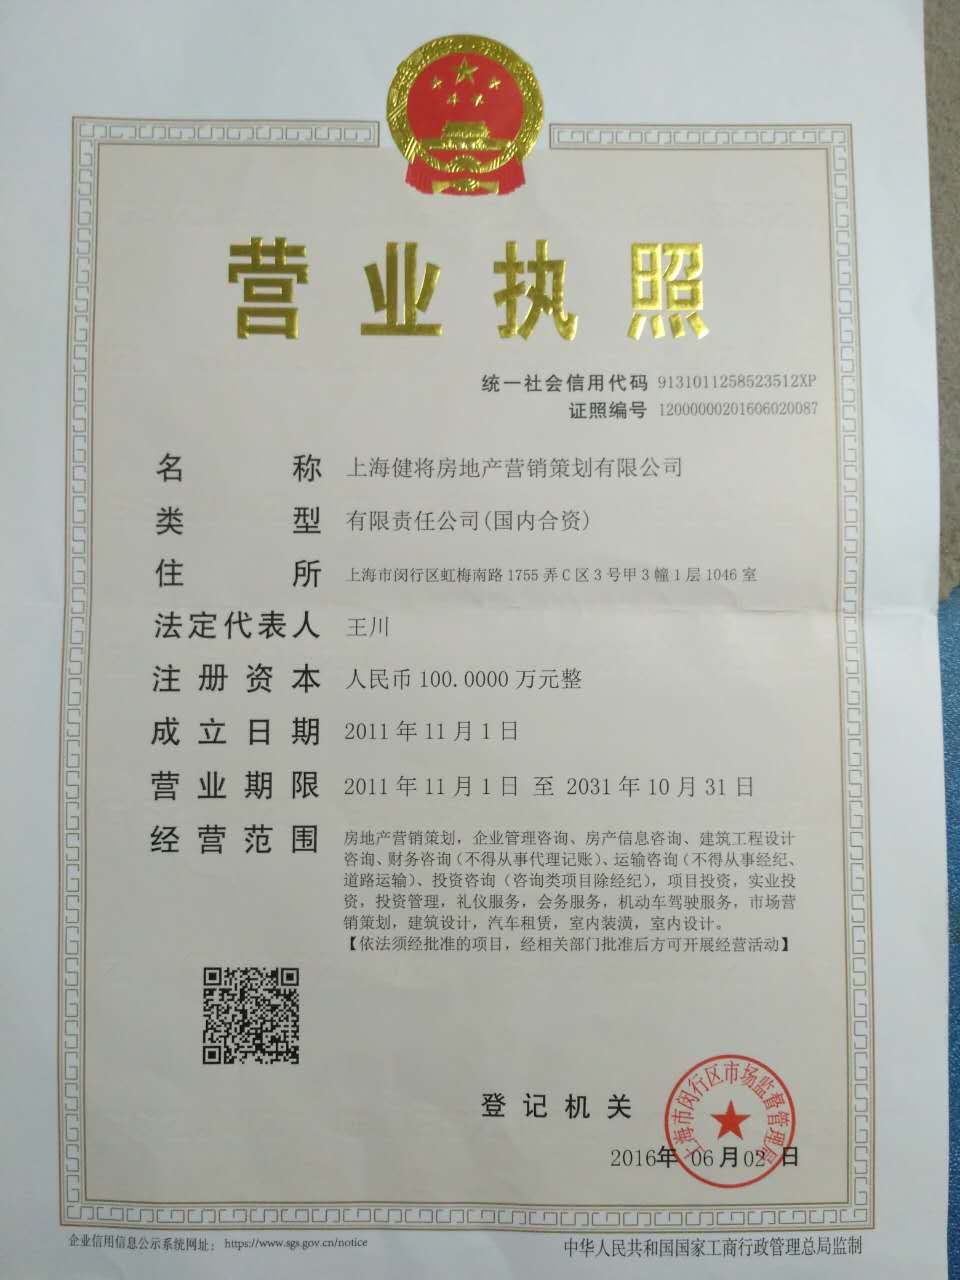 营业执照
统一社会信用代码 9131011258523512XP
证照编号 12000000201606020087
名称 上海健将房地产营销策划有限公司
类型 有限责任公司(国内合资)
住所 上海市闵行区虹梅南路1755弄C区3号甲3幢1层1046室
法定代表人 王川
注册资本 人民币100.0000万元整
成立日期 2011年11月1日
营业期限 2011年11月1日 至 2031年10月31日
经营范围 房地产营销策划，企业管理咨询、房产信息咨询、建筑工程设计
咨询、财务咨询（不得从事代理记账）、运输咨询（不得从事经纪、
道路运输）、投资咨询（咨询类项目除经纪），项目投资，实业投
资，投资管理，礼仪服务，会务服务，机动车驾驶服务，市场营
销策划，建筑设计，汽车租赁，室内装潢，室内设计。
【依法须经批准的项目，经相关部门批准后方可开展经营活动】
登记机关
上海市闵行区市场监督管理局
2016年06月02日
企业信用信息公示系统网址： https://www.sgs.gov.cn/notice
中华人民共和国国家工商行政管理总局监制